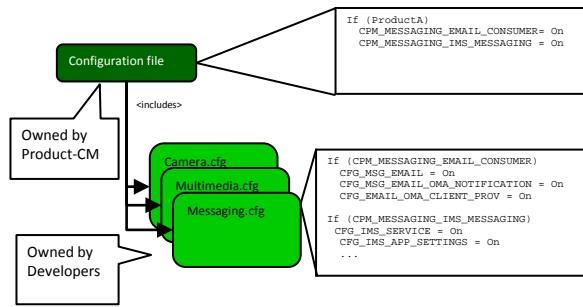 If (ProductA)
CPM_MESSAGING_EMAIL_CONSUMER= On
CPM_MESSAGING_IMS_MESSAGING = On
Configuration file
<includes>
Owned by
Product-CM
Camera.cfg
Multimedia.cfg
Messaging.cfg
If (CPM_MESSAGING_EMAIL_CONSUMER)
CFG_MSG_EMAIL = On
CFG_MSG_EMAIL_OMA_NOTIFICATION = On
CFG_EMAIL_OMA_CLIENT_PROV = On
If (CPM_MESSAGING_IMS_MESSAGING)
CFG_IMS_SERVICE = On
CFG_IMS_APP_SETTINGS = On
...
Owned by
Developers